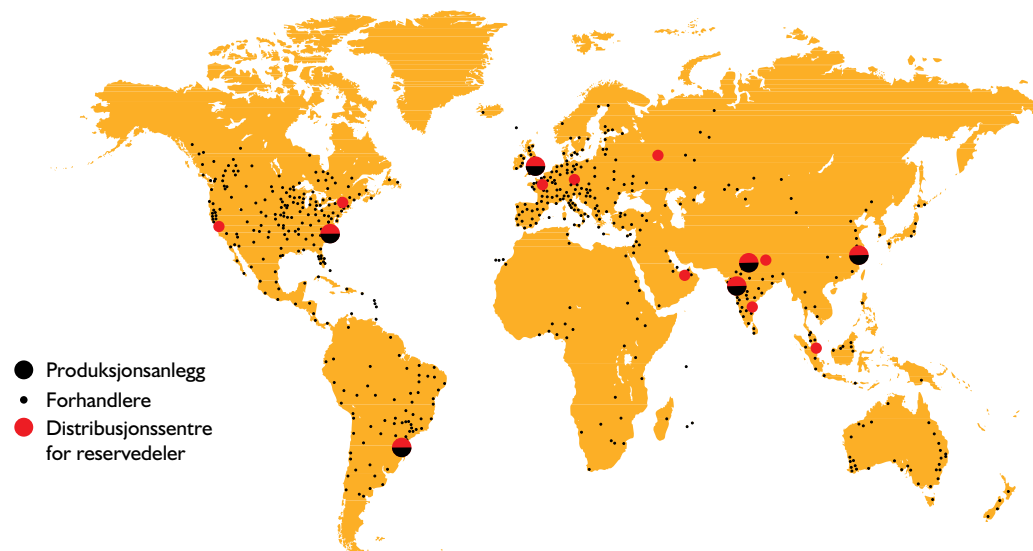 Produksjonsanlegg
Forhandlere
Distribusjonssentre
for reservedeler